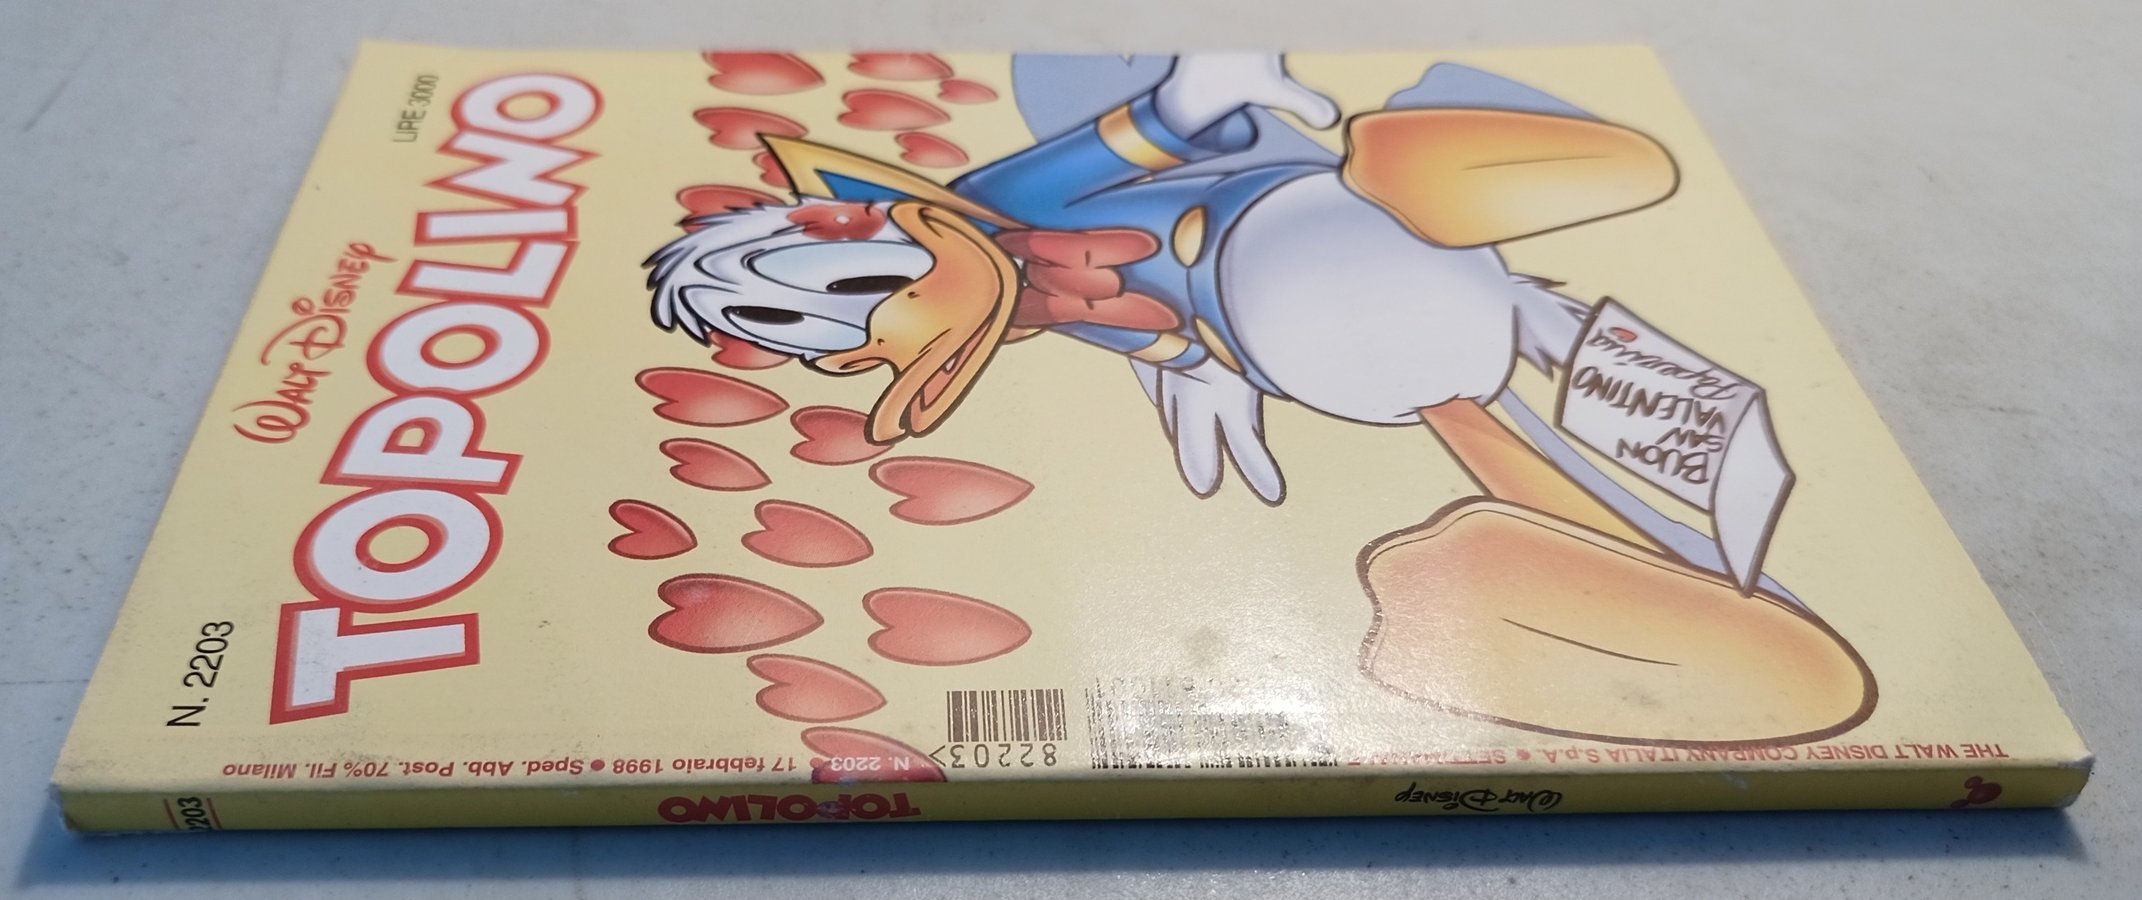 N. 2203
WALT DISNEY
LIRE 3000
TOPOLINO
BUON
SAN
VALENTINO
Paperina
82203>
THE WALT DISNEY COMPANY ITALIA S.p.A. • SETTIMANALE • N. 2203 • 17 febbraio 1998 • Sped. Abb. Post. 70% Fil. Milano
WALT DISNEY
TOPOLINO
2203